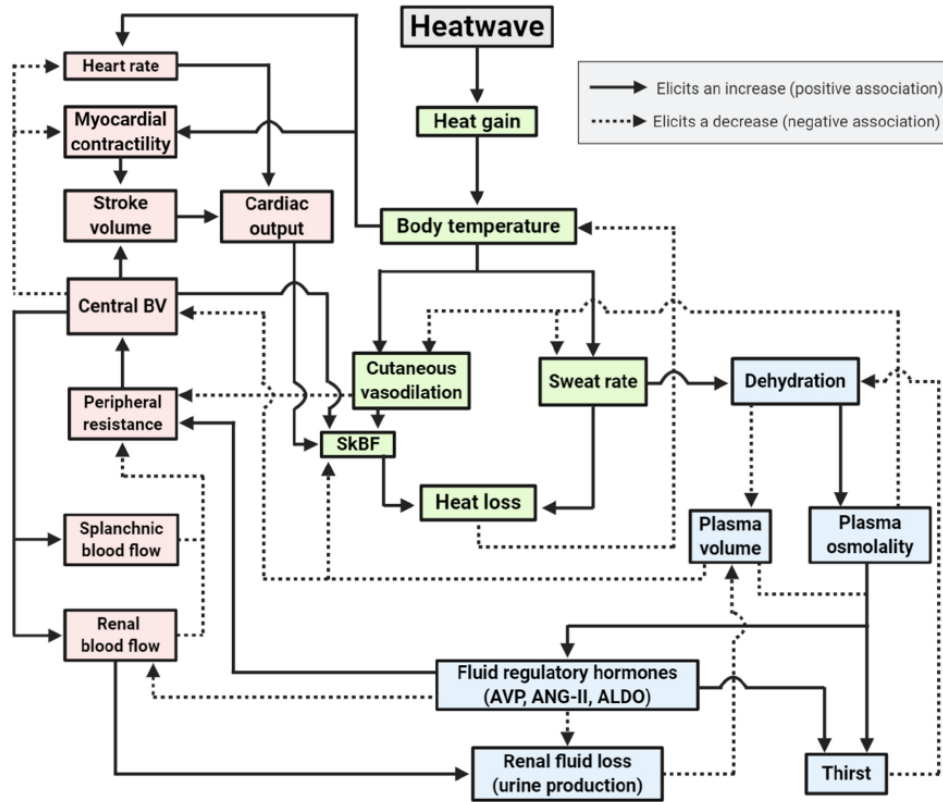 Heatwave
Heart rate
Elicits an increase (positive association)
Elicits a decrease (negative association)
Heat gain
Myocardial
contractility
Stroke
volume
Cardiac
output
Body temperature
Central BV
Cutaneous
vasodilation
Sweat rate
Dehydration
Peripheral
resistance
SkBF
Heat loss
Splanchnic
blood flow
Plasma
volume
Plasma
osmolality
Renal
blood flow
Fluid regulatory hormones
(AVP, ANG-II, ALDO)
Renal fluid loss
(urine production)
Thirst